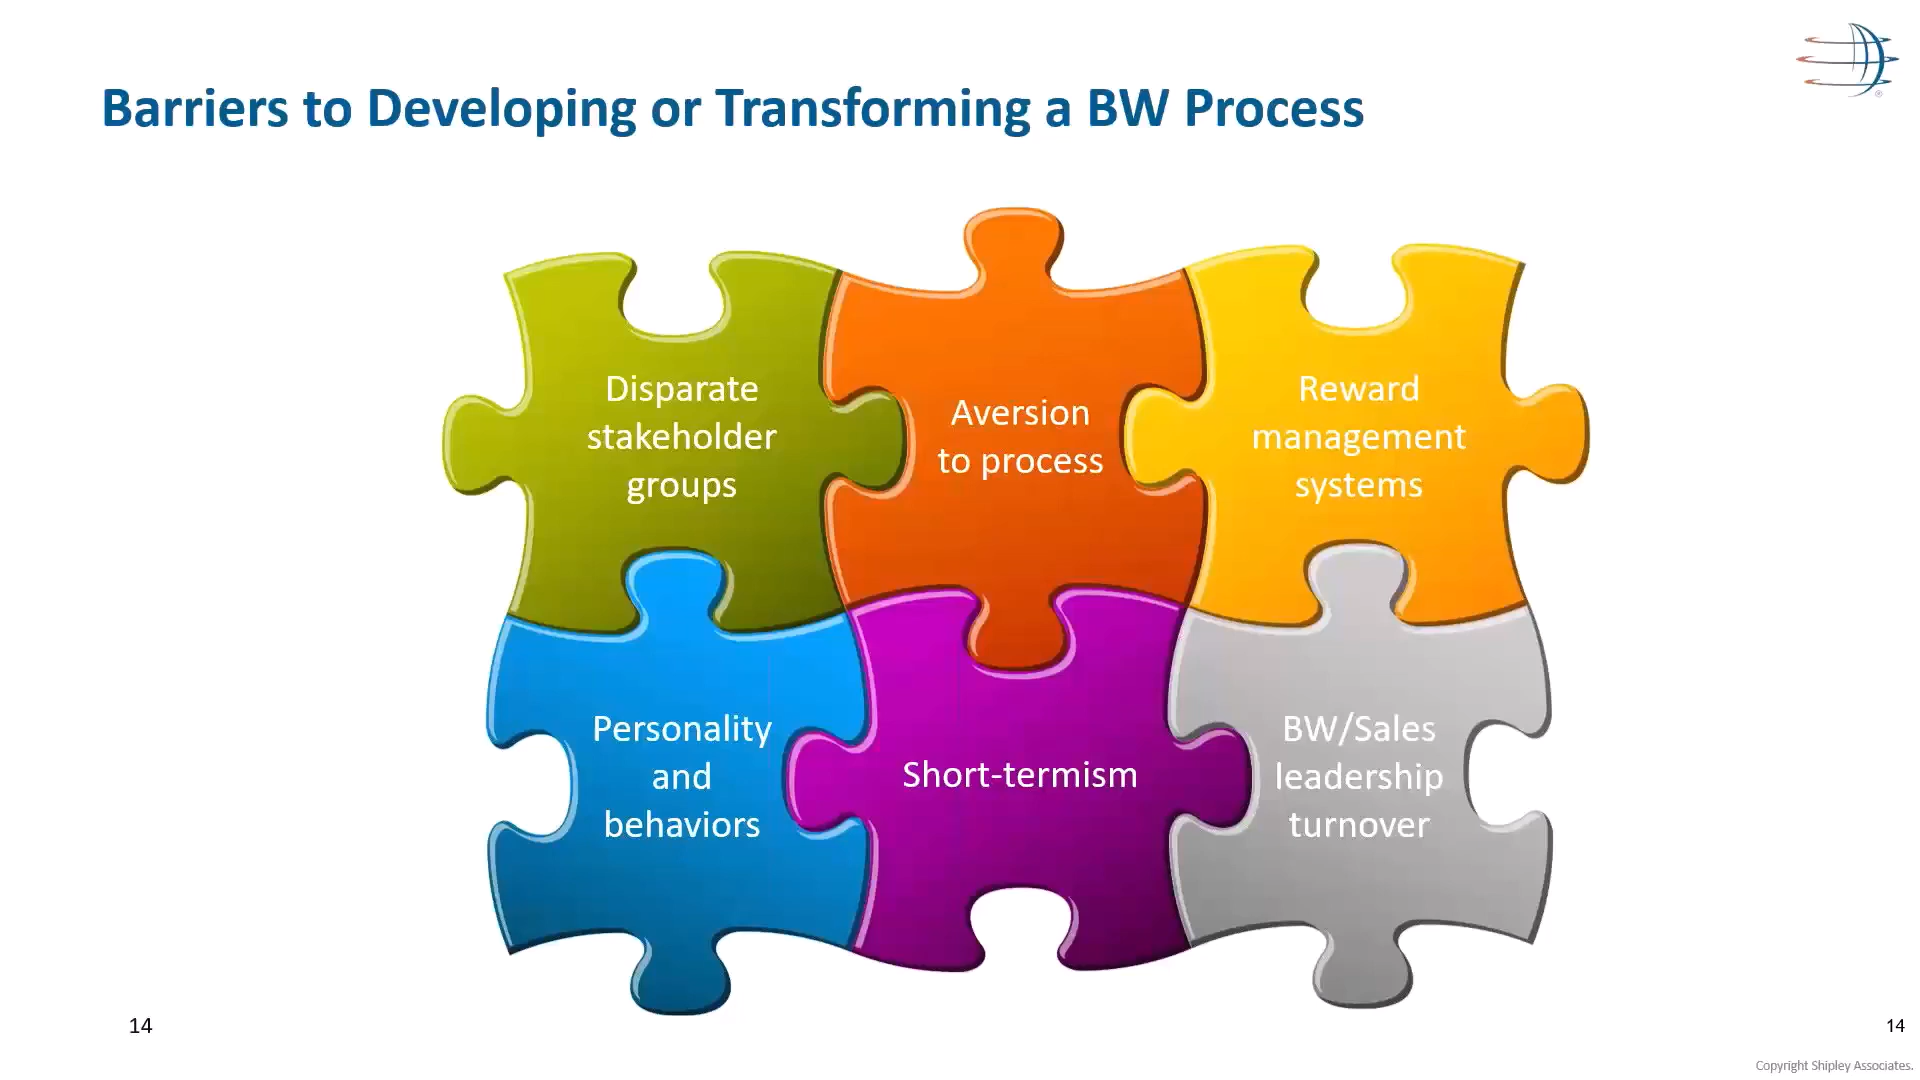 Barriers to Developing or Transforming a BW Process
Disparate
stakeholder
groups
Aversion
to process
Reward
management
systems
Personality
and
behaviors
Short-termism
BW/Sales
leadership
turnover
14
14
Copyright Shipley Associates.
®